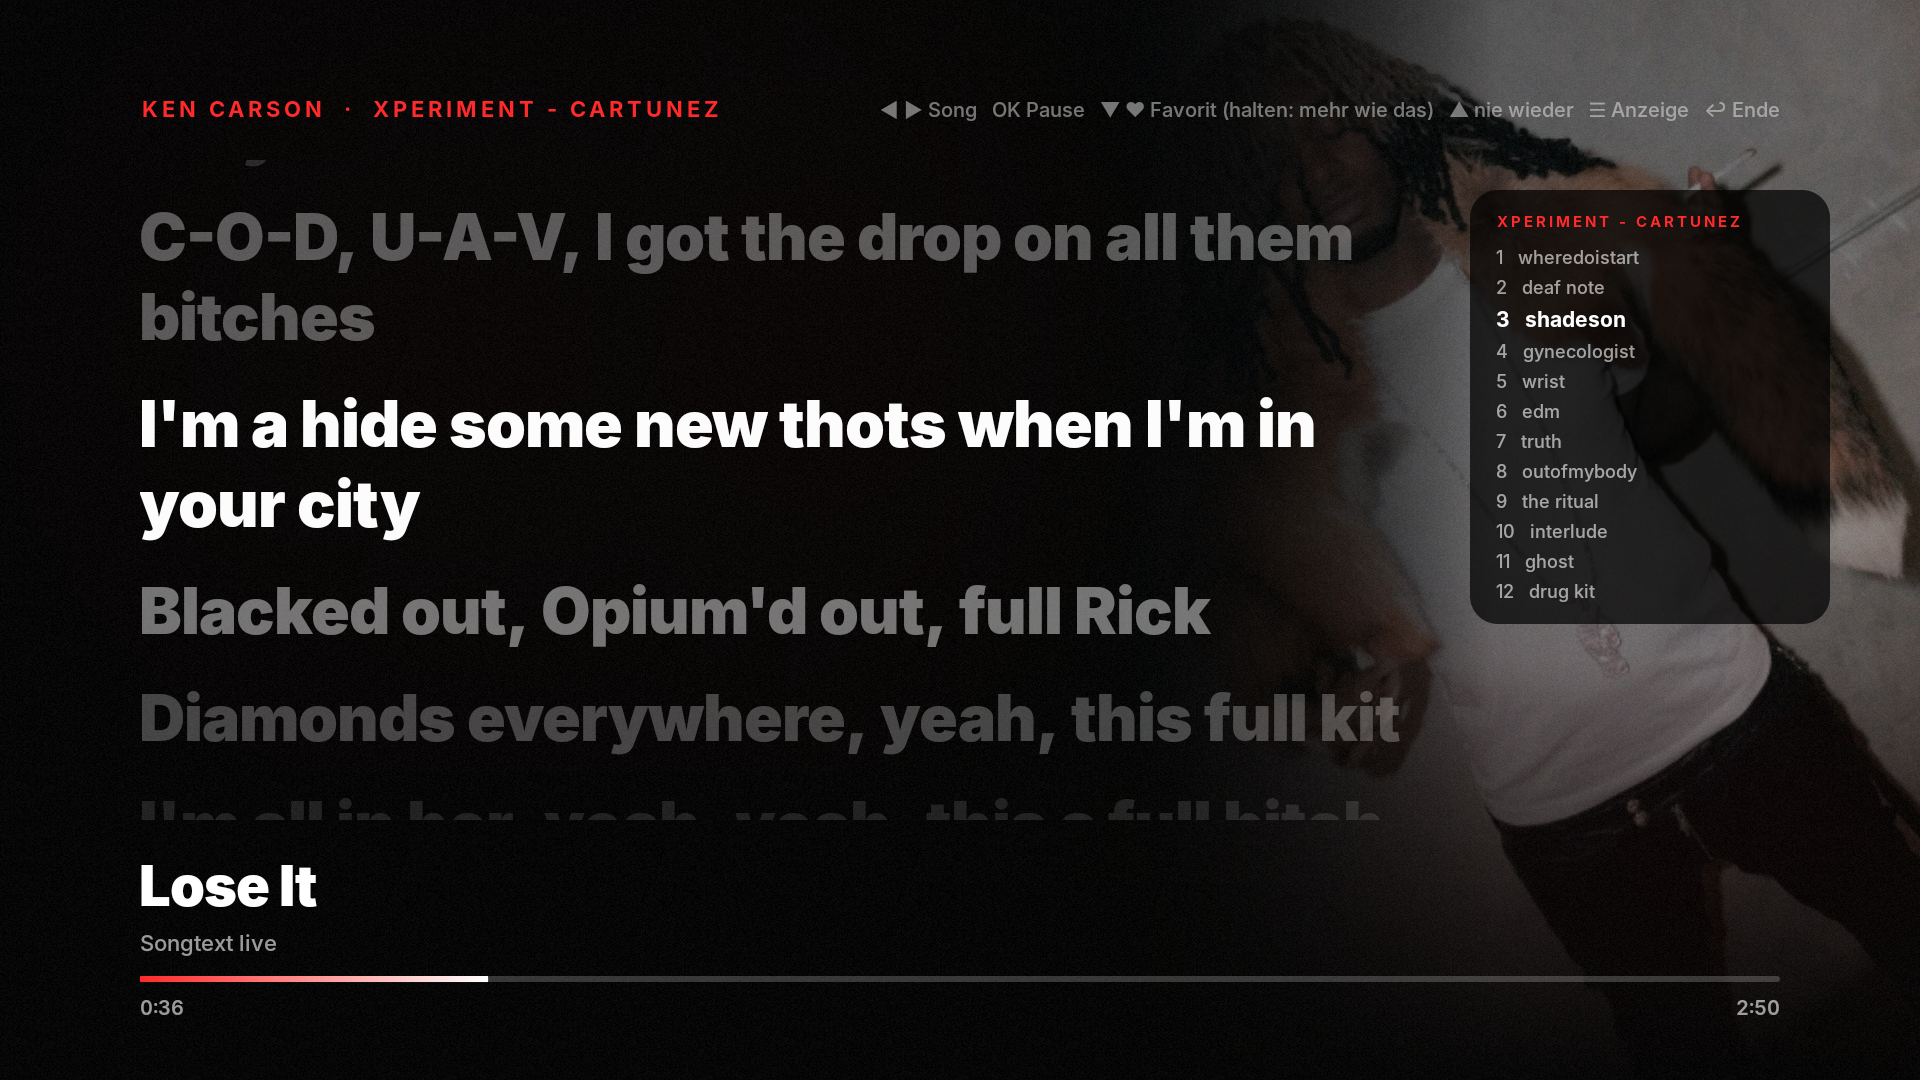 KEN CARSON · XPERIMENT - CARTUNEZ
◀ ▶ Song OK Pause ▼ ♥ Favorit (halten: mehr wie das) ▲ nie wieder ☰ Anzeige ↩ Ende
C-O-D, U-A-V, I got the drop on all them
bitches
I'm a hide some new thots when I'm in
your city
Blacked out, Opium'd out, full Rick
Diamonds everywhere, yeah, this full kit
XPERIMENT - CARTUNEZ
1 wheredoistart
2 deaf note
3 shadeson
4 gynecologist
5 wrist
6 edm
7 truth
8 outofmybody
9 the ritual
10 interlude
11 ghost
12 drug kit
Lose It
Songtext live
0:36
2:50